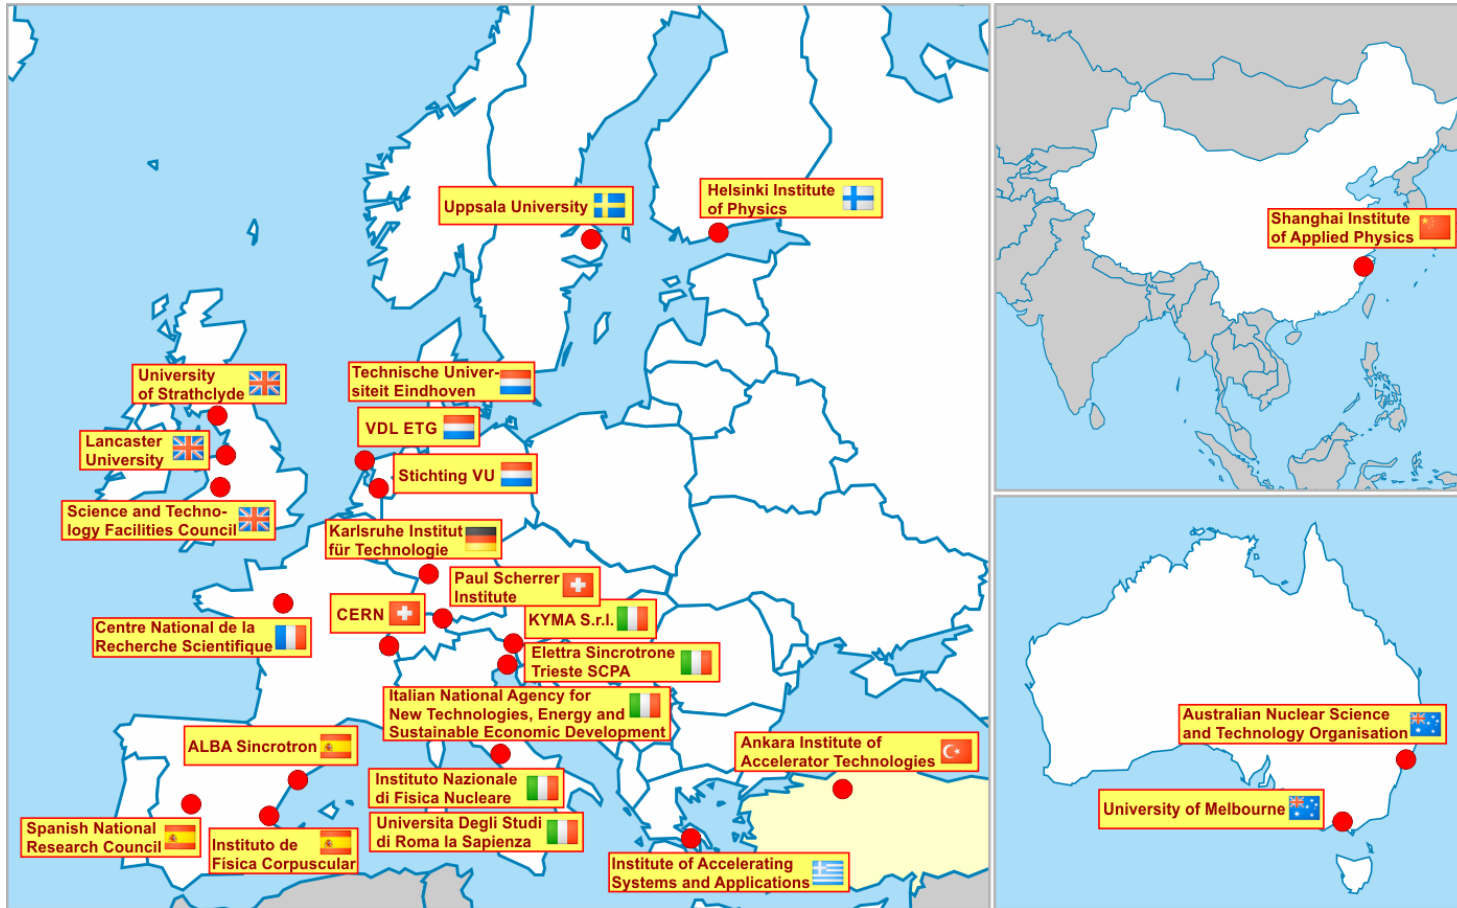 Uppsala University
Helsinki Institute
of Physics
Shanghai Institute
of Applied Physics
University
of Strathclyde
Technische Univer-
siteit Eindhoven
VDL ETG
Lancaster
University
Stichting VU
Science and Techno-
logy Facilities Council
Karlsruhe Institut
für Technologie
Paul Scherrer
Institute
CERN
KYMA S.r.l.
Centre National de la
Recherche Scientifique
Elettra Sincrotrone
Trieste SCPA
Italian National Agency for
New Technologies, Energy and
Sustainable Economic Development
ALBA Sincrotron
Ankara Institute of
Accelerator Technologies
Australian Nuclear Science
and Technology Organisation
Instituto Nazionale
di Fisica Nucleare
University of Melbourne
Universita Degli Studi
di Roma la Sapienza
Spanish National
Research Council
Instituto de
Física Corpuscular
Institute of Accelerating
Systems and Applications